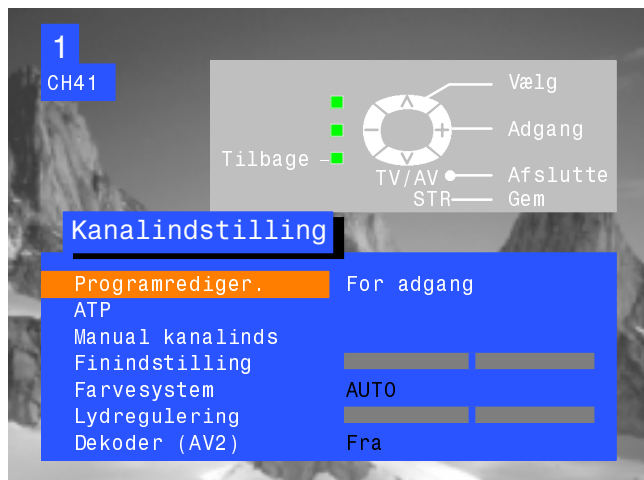 1
CH41
Vælg
Adgang
Tilbage
TV/AV
Afslutte
STR
Gem
Kanalindstilling
Programrediger. For adgang
ATP
Manual kanalinds
Finindstilling
Farvesystem AUTO
Lydregulering
Dekoder (AV2) Fra